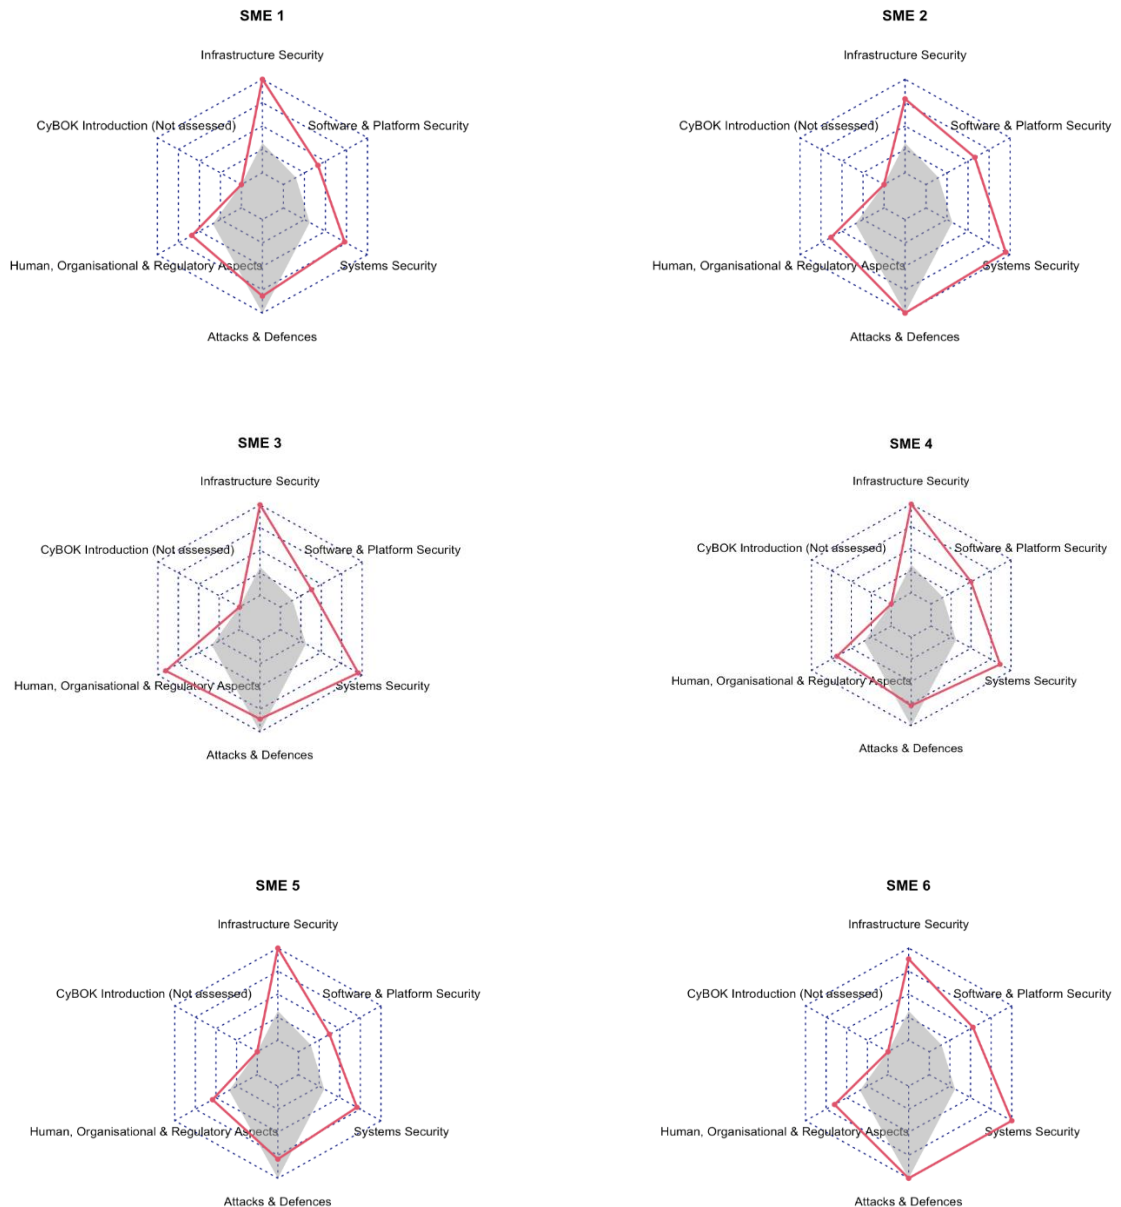 SME 1
Infrastructure Security
CyBOK Introduction (Not assessed)
Software & Platform Security
Human, Organisational & Regulatory Aspects
Systems Security
Attacks & Defences
SME 2
Infrastructure Security
CyBOK Introduction (Not assessed)
Software & Platform Security
Human, Organisational & Regulatory Aspects
Systems Security
Attacks & Defences
SME 3
Infrastructure Security
CyBOK Introduction (Not assessed)
Software & Platform Security
Human, Organisational & Regulatory Aspects
Systems Security
Attacks & Defences
SME 4
Infrastructure Security
CyBOK Introduction (Not assessed)
Software & Platform Security
Human, Organisational & Regulatory Aspects
Systems Security
Attacks & Defences
SME 5
Infrastructure Security
CyBOK Introduction (Not assessed)
Software & Platform Security
Human, Organisational & Regulatory Aspects
Systems Security
Attacks & Defences
SME 6
Infrastructure Security
CyBOK Introduction (Not assessed)
Software & Platform Security
Human, Organisational & Regulatory Aspects
Systems Security
Attacks & Defences